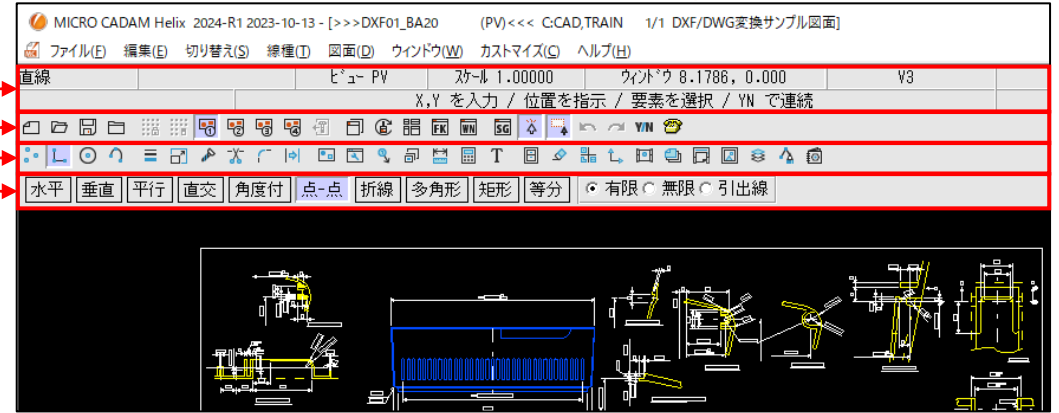 MICRO CADAM Helix 2024-R1 2023-10-13 - [>>>DXF01_BA20 (PV)<<< C:CAD,TRAIN 1/1 DXF/DWG変換サンプル図面]
ファイル(F) 編集(E) 切り替え(S) 線種(T) 図面(D) ウィンドウ(W) カスタマイズ(C) ヘルプ(H)
直線 ﾋﾞｭｰ PV ｽｹｰﾙ 1.00000 ｳｨﾝﾄﾞｳ 8.1786, 0.000 V3
X,Y を入力 / 位置を指示 / 要素を選択 / YN で連続
FK WN SG Y/N
T
水平 垂直 平行 直交 角度付 点-点 折線 多角形 矩形 等分 有限 無限 引出線